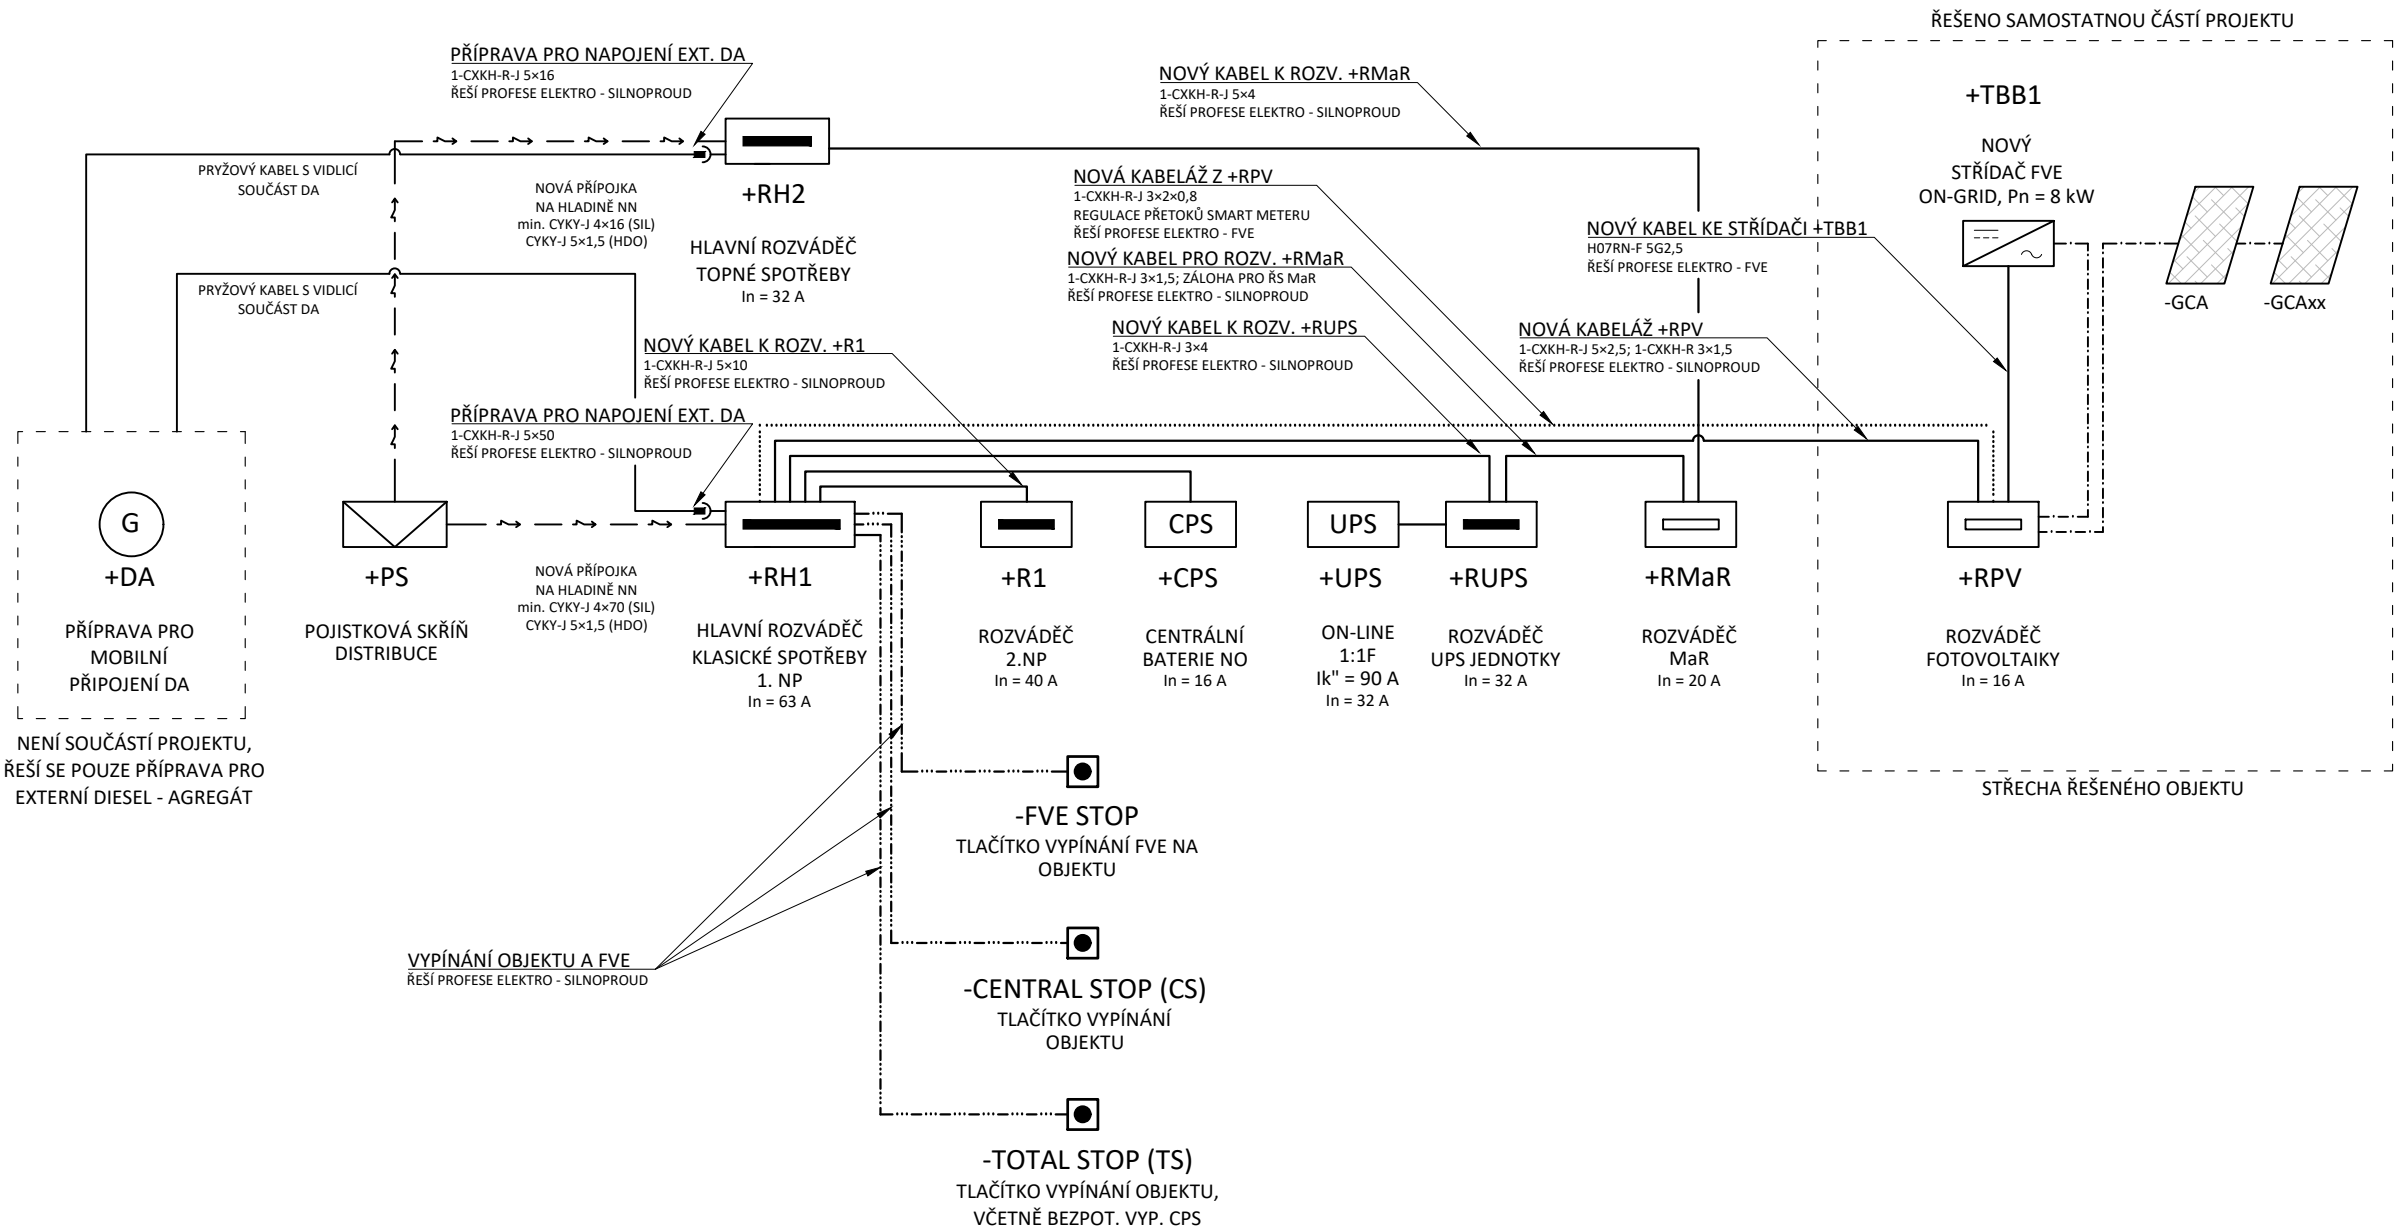 ŘEŠENO SAMOSTATNOU ČÁSTÍ PROJEKTU
PŘÍPRAVA PRO NAPOJENÍ EXT. DA
1-CXKH-R-J 5×16
ŘEŠÍ PROFESE ELEKTRO - SILNOPROUD
NOVÝ KABEL K ROZV. +RMaR
1-CXKH-R-J 5×4
ŘEŠÍ PROFESE ELEKTRO - SILNOPROUD
+TBB1
NOVÝ
STŘÍDAČ FVE
ON-GRID, Pn = 8 kW
PRYŽOVÝ KABEL S VIDLICÍ
SOUČÁST DA
NOVÁ PŘÍPOJKA
NA HLADINĚ NN
min. CYKY-J 4×16 (SIL)
CYKY-J 5×1,5 (HDO)
+RH2
HLAVNÍ ROZVÁDĚČ
TOPNÉ SPOTŘEBY
In = 32 A
NOVÁ KABELÁŽ Z +RPV
1-CXKH-R-J 3×2×0,8
REGULACE PŘETOKŮ SMART METERU
ŘEŠÍ PROFESE ELEKTRO - FVE
NOVÝ KABEL KE STŘÍDAČI +TBB1
H07RN-F 5G2,5
ŘEŠÍ PROFESE ELEKTRO - FVE
NOVÝ KABEL PRO ROZV. +RMaR
1-CXKH-R-J 3×1,5; ZÁLOHA PRO ŘS MaR
ŘEŠÍ PROFESE ELEKTRO - SILNOPROUD
-GCA
-GCAxx
PRYŽOVÝ KABEL S VIDLICÍ
SOUČÁST DA
NOVÝ KABEL K ROZV. +R1
1-CXKH-R-J 5×10
ŘEŠÍ PROFESE ELEKTRO - SILNOPROUD
NOVÝ KABEL K ROZV. +RUPS
1-CXKH-R-J 3×4
ŘEŠÍ PROFESE ELEKTRO - SILNOPROUD
NOVÁ KABELÁŽ +RPV
1-CXKH-R-J 5×2,5; 1-CXKH-R 3×1,5
ŘEŠÍ PROFESE ELEKTRO - SILNOPROUD
PŘÍPRAVA PRO NAPOJENÍ EXT. DA
1-CXKH-R-J 5×50
ŘEŠÍ PROFESE ELEKTRO - SILNOPROUD
G
+DA
PŘÍPRAVA PRO
MOBILNÍ
PŘIPOJENÍ DA
NENÍ SOUČÁSTÍ PROJEKTU,
ŘEŠÍ SE POUZE PŘÍPRAVA PRO
EXTERNÍ DIESEL - AGREGÁT
+PS
POJISTKOVÁ SKŘÍŇ
DISTRIBUCE
NOVÁ PŘÍPOJKA
NA HLADINĚ NN
min. CYKY-J 4×70 (SIL)
CYKY-J 5×1,5 (HDO)
+RH1
HLAVNÍ ROZVÁDĚČ
KLASICKÉ SPOTŘEBY
1. NP
In = 63 A
+R1
ROZVÁDĚČ
2.NP
In = 40 A
CPS
+CPS
CENTRÁLNÍ
BATERIE NO
In = 16 A
UPS
+UPS
ON-LINE
1:1F
Ik" = 90 A
In = 32 A
+RUPS
ROZVÁDĚČ
UPS JEDNOTKY
In = 32 A
+RMaR
ROZVÁDĚČ
MaR
In = 20 A
+RPV
ROZVÁDĚČ
FOTOVOLTAIKY
In = 16 A
STŘECHA ŘEŠENÉHO OBJEKTU
-FVE STOP
TLAČÍTKO VYPÍNÁNÍ FVE NA
OBJEKTU
VYPÍNÁNÍ OBJEKTU A FVE
ŘEŠÍ PROFESE ELEKTRO - SILNOPROUD
-CENTRAL STOP (CS)
TLAČÍTKO VYPÍNÁNÍ
OBJEKTU
-TOTAL STOP (TS)
TLAČÍTKO VYPÍNÁNÍ OBJEKTU,
VČETNĚ BEZPOT. VYP. CPS